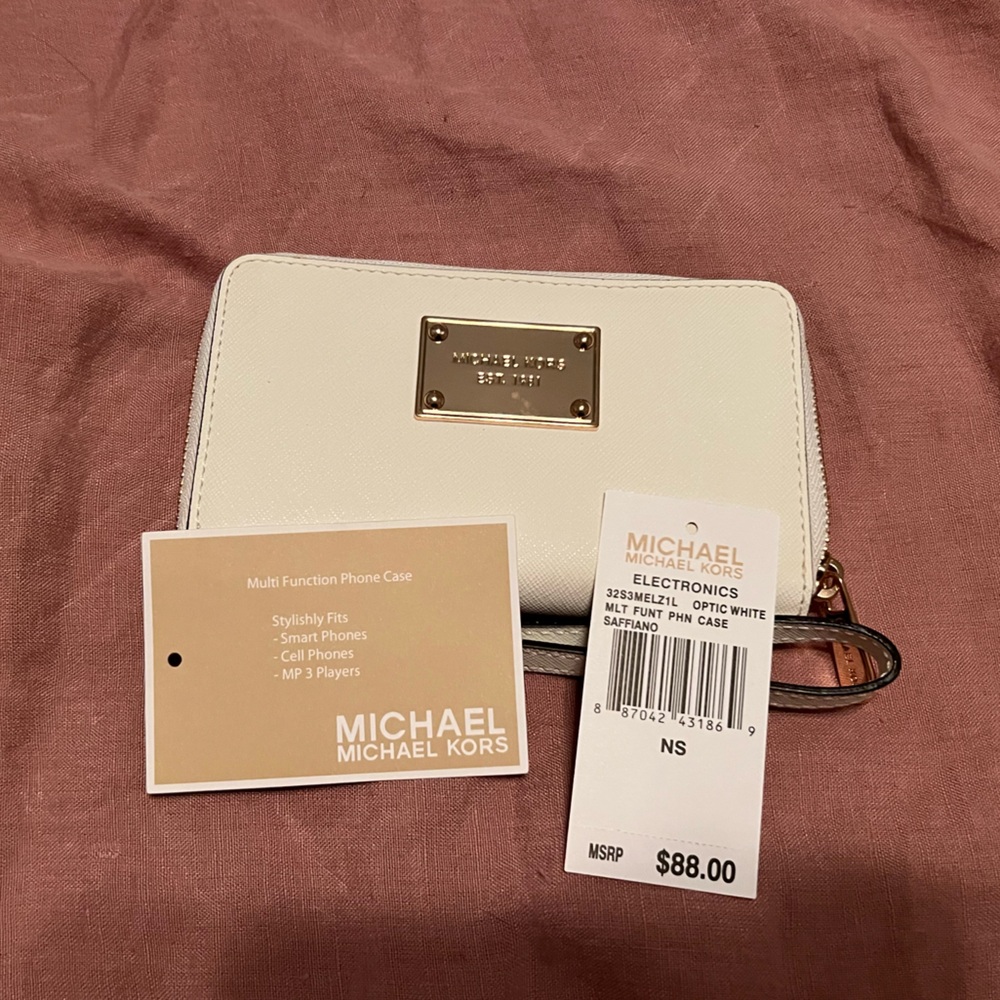 MICHAEL KORS
EST. 1981
Multi Function Phone Case
Stylishly Fits
- Smart Phones
- Cell Phones
- MP 3 Players
MICHAEL
MICHAEL KORS
MICHAEL
MICHAEL KORS
ELECTRONICS
32S3MELZ1L OPTIC WHITE
MLT FUNT PHN CASE
SAFFIANO
8 87042 43186 9
NS
MSRP $88.00